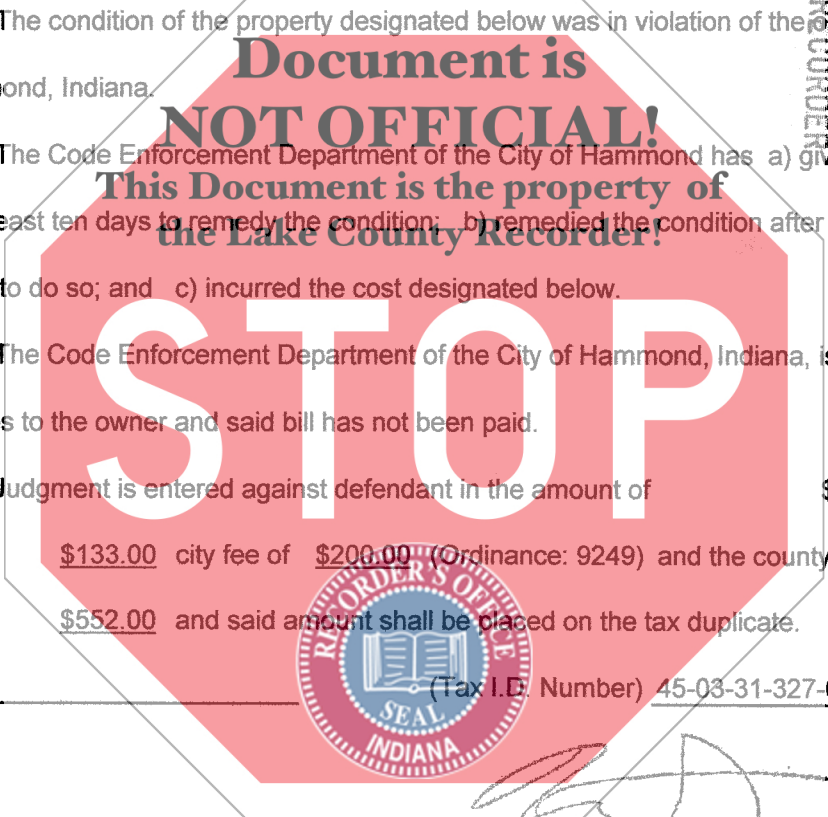 The condition of the property designated below was in violation of the
Document is
ond, Indiana.
NOT OFFICIAL!
The Code Enforcement Department of the City of Hammond has a) giv
This Document is the property of
east ten days to remedy the condition; b) remedied the condition after
the Lake County Recorder!
to do so; and c) incurred the cost designated below.
STOP
The Code Enforcement Department of the City of Hammond, Indiana, is
s to the owner and said bill has not been paid.
Judgment is entered against defendant in the amount of $
$133.00 city fee of $200.00 (Ordinance: 9249) and the county
$552.00 and said amount shall be placed on the tax duplicate.
(Tax I.D. Number) 45-03-31-327-
RECORDER'S OFFICE
SEAL
INDIANA
RECORDER